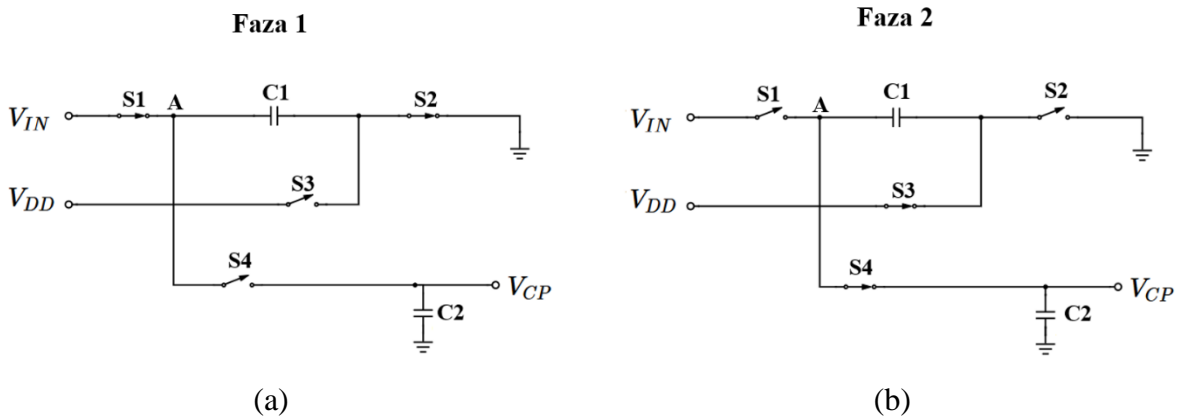 Faza 1
S1 A C1 S2
V_IN
S3
V_DD
S4
V_CP
C2
(a)
Faza 2
S1 A C1 S2
V_IN
V_DD
S3
S4
V_CP
C2
(b)